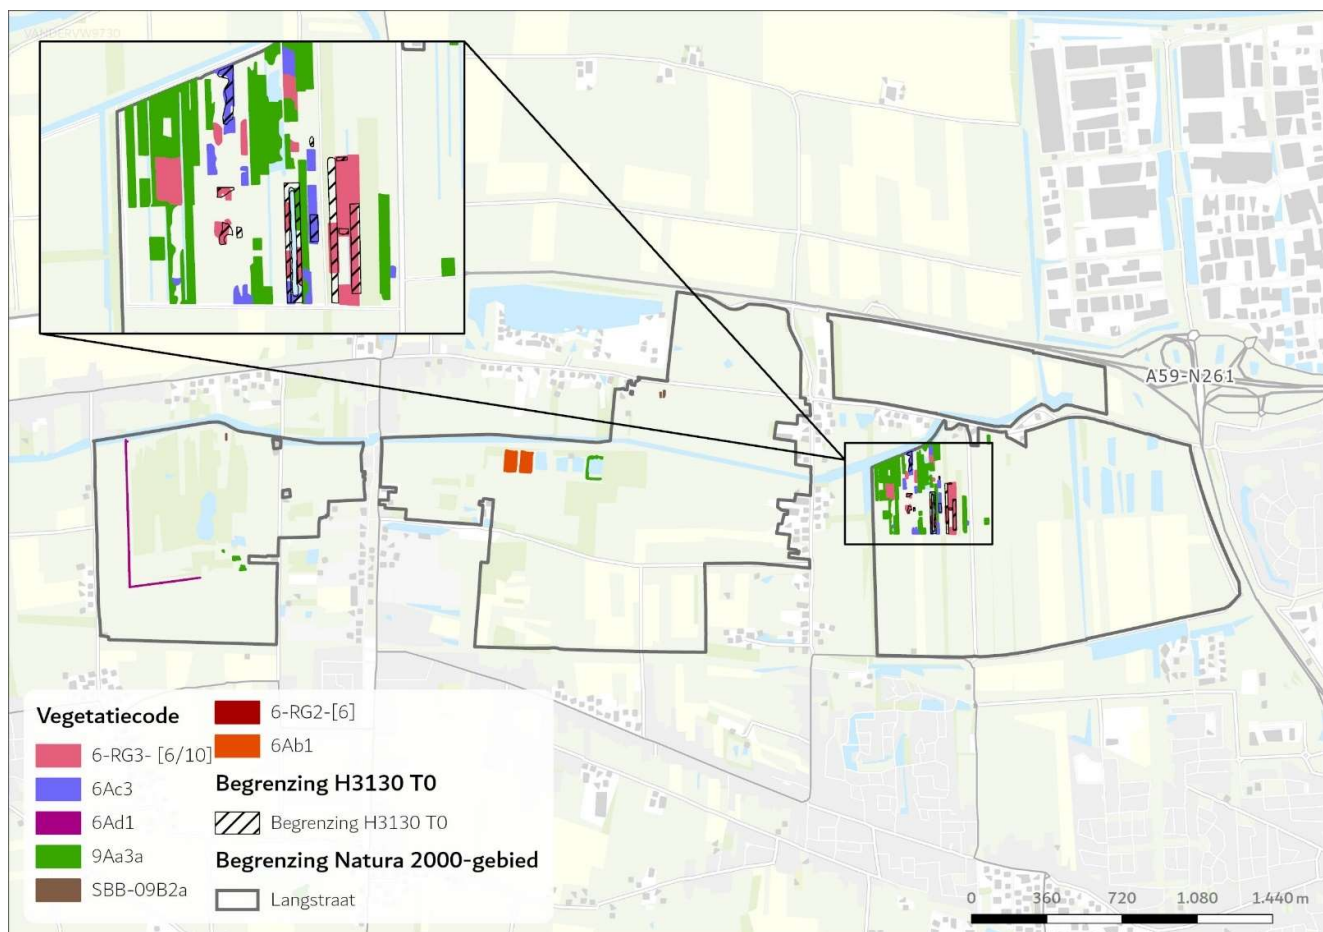 VANDERVW9730
A59-N261
Vegetatiecode
6-RG3- [6/10]
6Ac3
6Ad1
9Aa3a
SBB-09B2a
6-RG2-[6]
6Ab1
Begrenzing H3130 T0
Begrenzing H3130 T0
Begrenzing Natura 2000-gebied
Langstraat
0 360 720 1.080 1.440 m